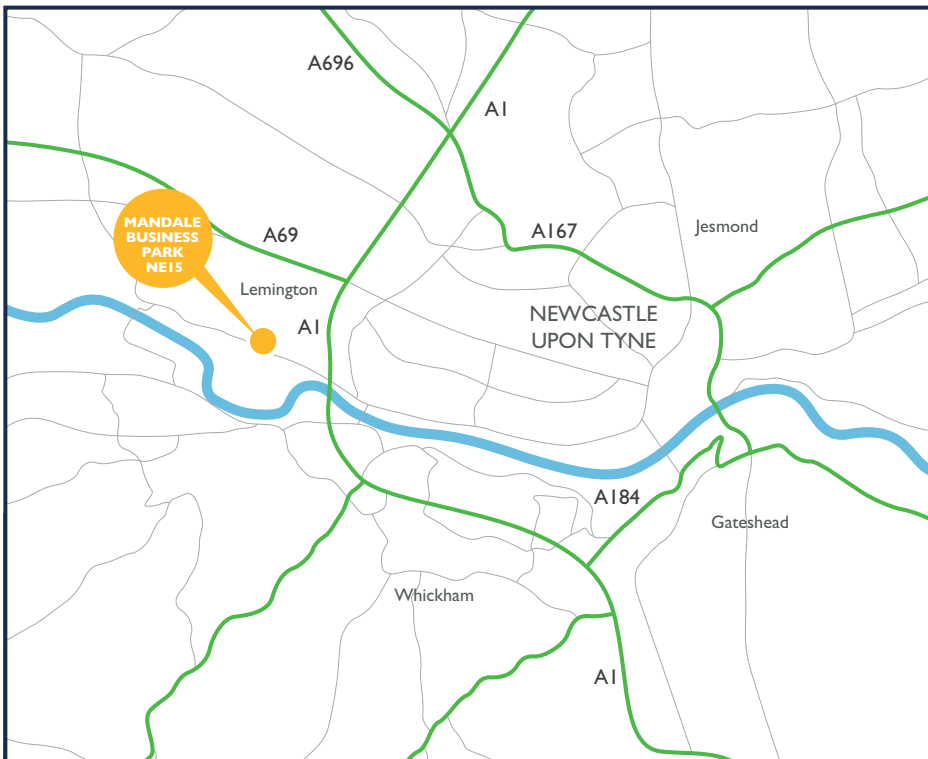 A696
A1
A167
Jesmond
MANDALE
BUSINESS
PARK
NE15
A69
Lemington
A1
NEWCASTLE
UPON TYNE
A184
Gateshead
Whickham
A1